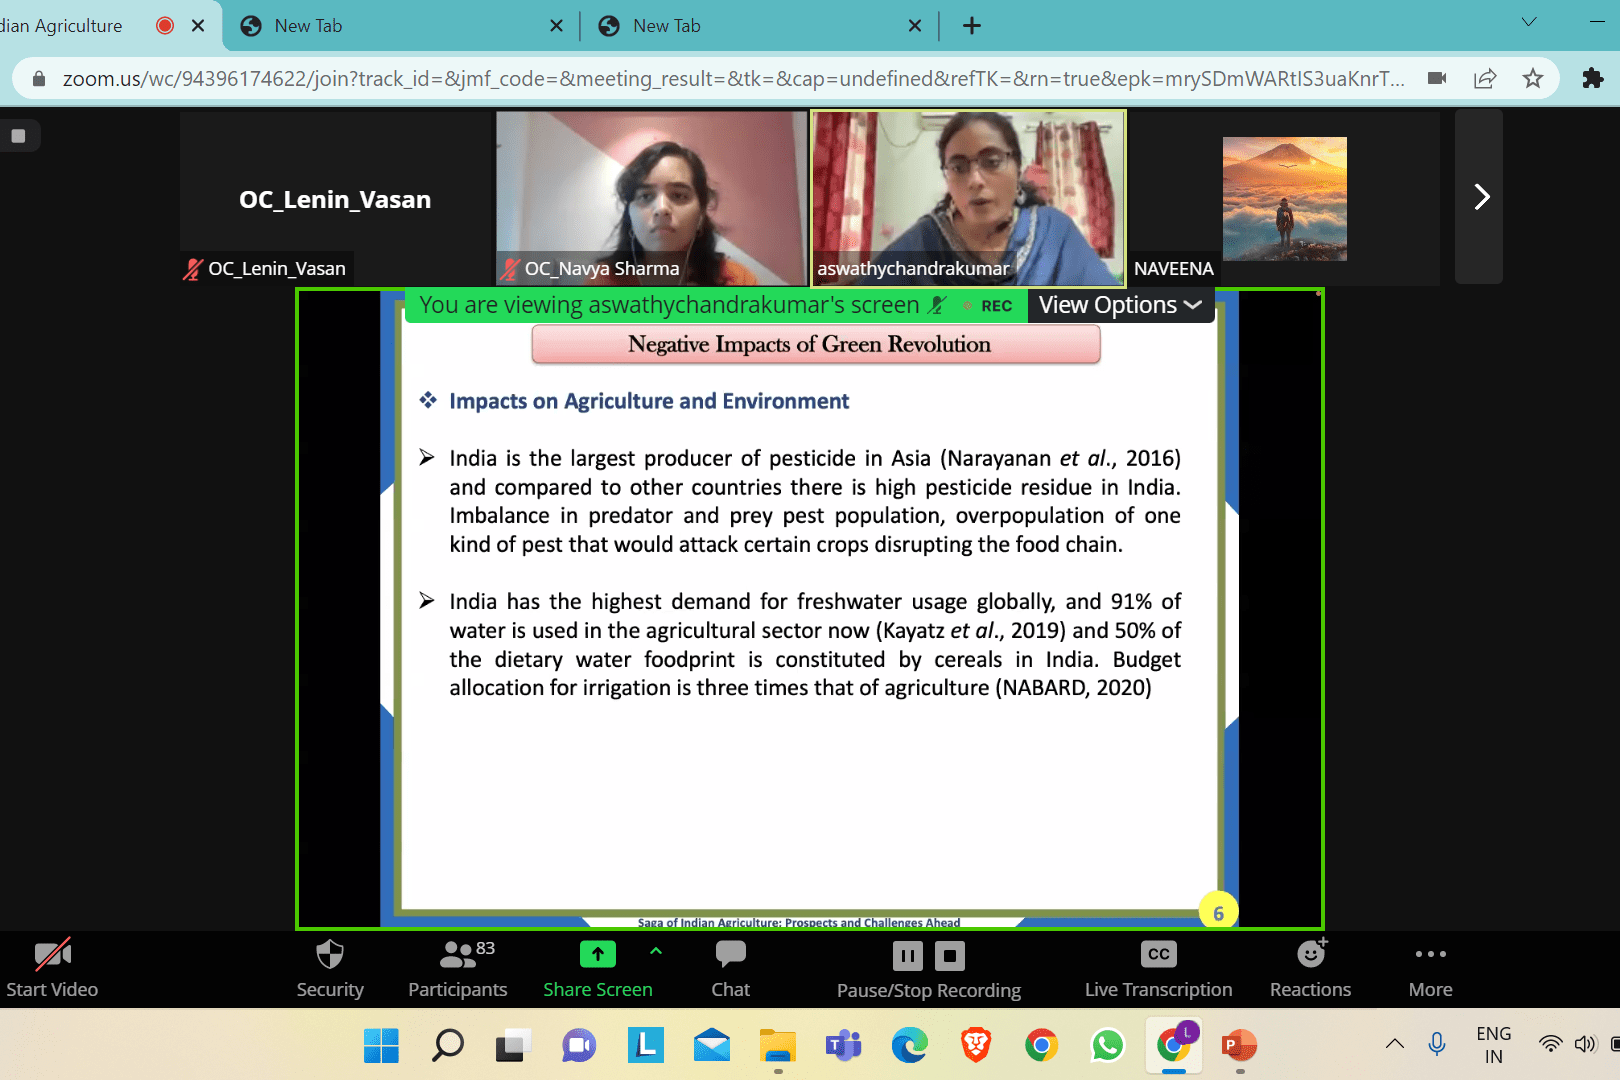 dian Agriculture
New Tab
New Tab
zoom.us/wc/94396174622/join?track_id=&jmf_code=&meeting_result=&tk=&cap=undefined&refTK=&rn=true&epk=mrySDmWARtIS3uaKnrT...
OC_Lenin_Vasan
OC_Lenin_Vasan
OC_Navya Sharma
aswathychandrakumar
NAVEENA
You are viewing aswathychandrakumar's screen REC View Options
Negative Impacts of Green Revolution
Impacts on Agriculture and Environment
India is the largest producer of pesticide in Asia (Narayanan et al., 2016)
and compared to other countries there is high pesticide residue in India.
Imbalance in predator and prey pest population, overpopulation of one
kind of pest that would attack certain crops disrupting the food chain.
India has the highest demand for freshwater usage globally, and 91% of
water is used in the agricultural sector now (Kayatz et al., 2019) and 50% of
the dietary water foodprint is constituted by cereals in India. Budget
allocation for irrigation is three times that of agriculture (NABARD, 2020)
Saga of Indian Agriculture: Prospects and Challenges Ahead
6
83
CC
Start Video
Security
Participants
Share Screen
Chat
Pause/Stop Recording
Live Transcription
Reactions
More
L
T
L
P
ENG
IN